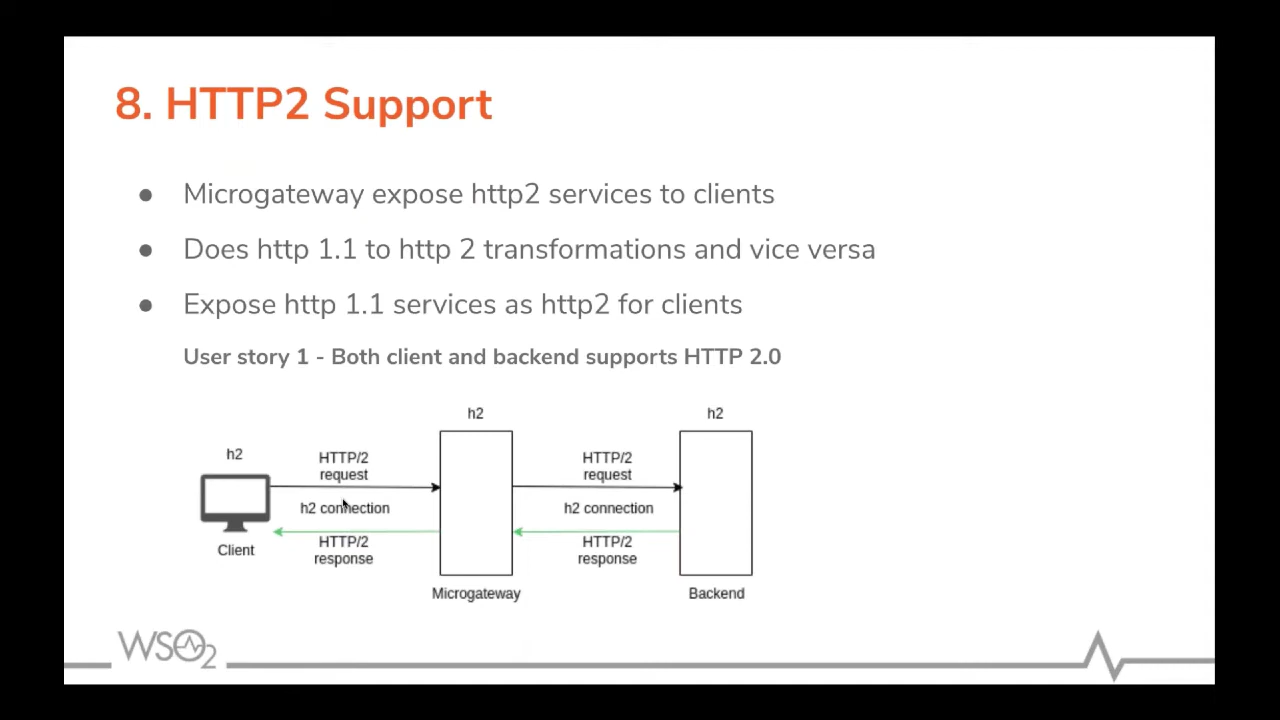 8. HTTP2 Support
● Microgateway expose http2 services to clients
● Does http 1.1 to http 2 transformations and vice versa
● Expose http 1.1 services as http2 for clients
User story 1 - Both client and backend supports HTTP 2.0
h2
h2
h2
HTTP/2
request
HTTP/2
request
h2 connection
h2 connection
HTTP/2
response
HTTP/2
response
Client
Microgateway
Backend
WSO2